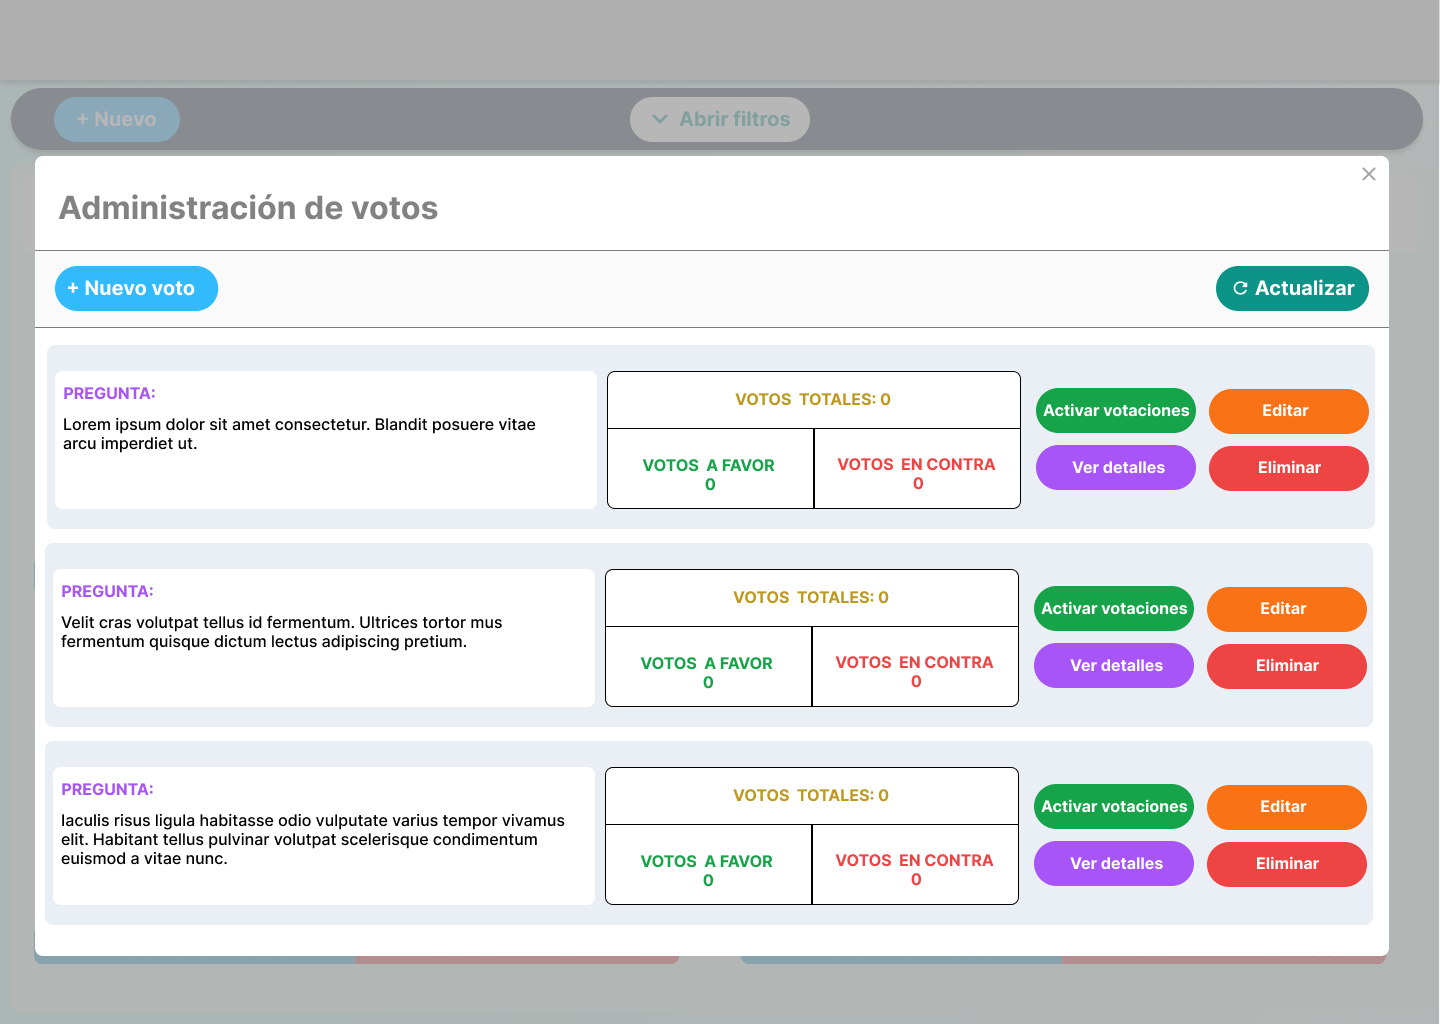 + Nuevo
Abrir filtros
Administración de votos
+ Nuevo voto
Actualizar
PREGUNTA:
Lorem ipsum dolor sit amet consectetur. Blandit posuere vitae
arcu imperdiet ut.
VOTOS TOTALES: 0
VOTOS A FAVOR
0
VOTOS EN CONTRA
0
Activar votaciones
Editar
Ver detalles
Eliminar
PREGUNTA:
Velit cras volutpat tellus id fermentum. Ultrices tortor mus
fermentum quisque dictum lectus adipiscing pretium.
VOTOS TOTALES: 0
VOTOS A FAVOR
0
VOTOS EN CONTRA
0
Activar votaciones
Editar
Ver detalles
Eliminar
PREGUNTA:
Iaculis risus ligula habitasse odio vulputate varius tempor vivamus
elit. Habitant tellus pulvinar volutpat scelerisque condimentum
euismod a vitae nunc.
VOTOS TOTALES: 0
VOTOS A FAVOR
0
VOTOS EN CONTRA
0
Activar votaciones
Editar
Ver detalles
Eliminar